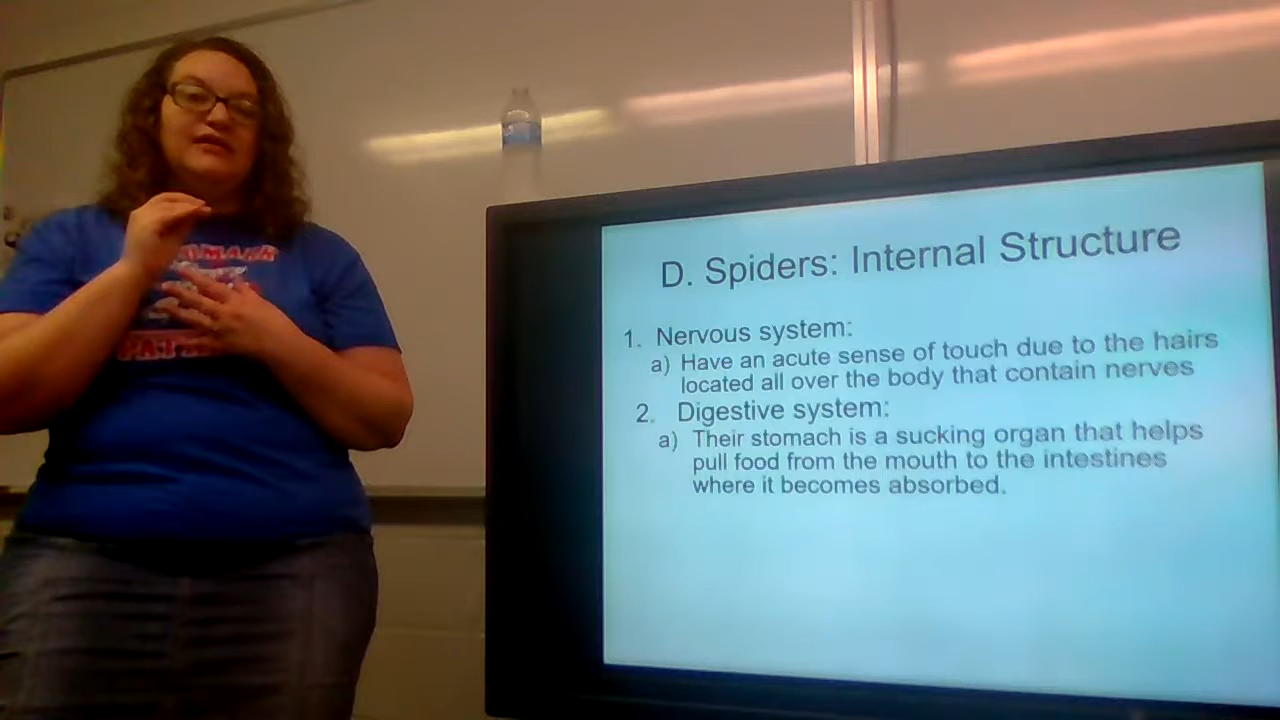 D. Spiders: Internal Structure
1. Nervous system:
a) Have an acute sense of touch due to the hairs
located all over the body that contain nerves
2. Digestive system:
a) Their stomach is a sucking organ that helps
pull food from the mouth to the intestines
where it becomes absorbed.